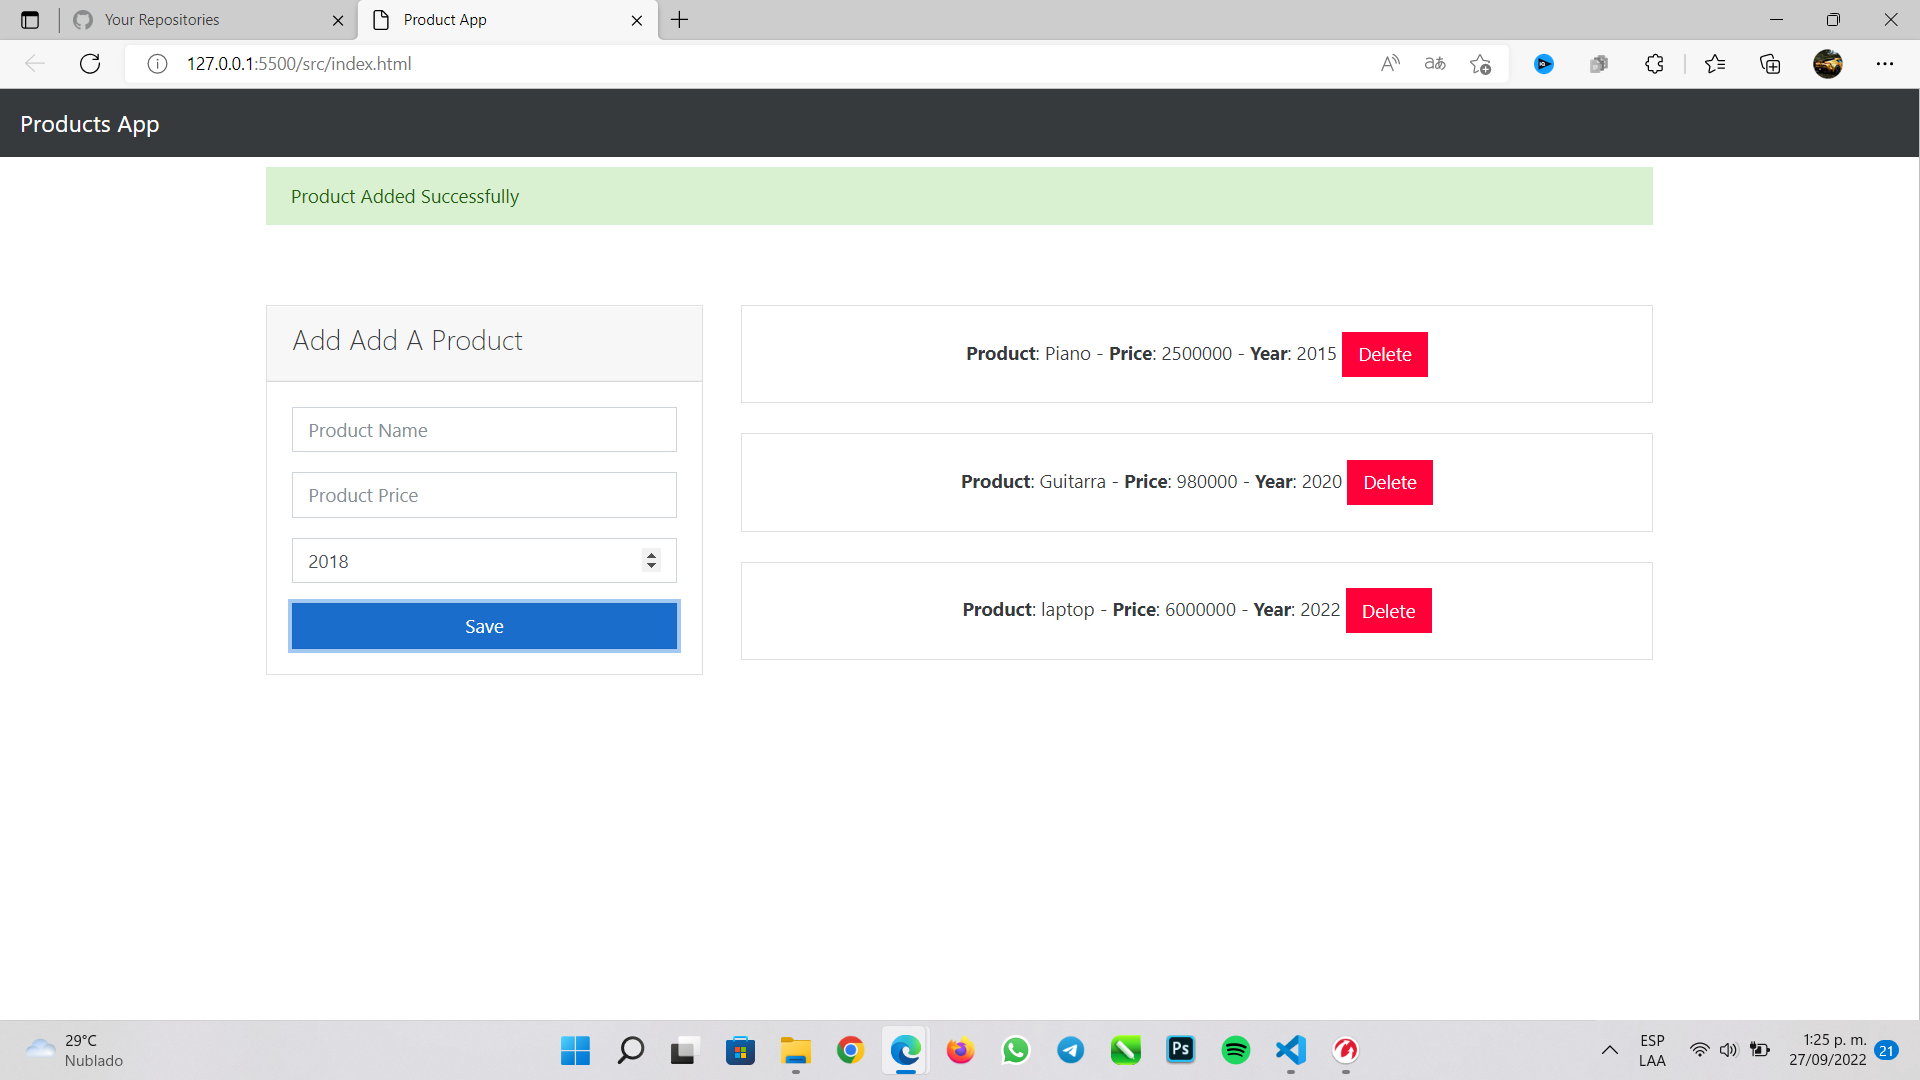 Your Repositories
Product App
127.0.0.1:5500/src/index.html
Products App
Product Added Successfully
Add Add A Product
Product Name
Product Price
2018
Save
Product: Piano - Price: 2500000 - Year: 2015 Delete
Product: Guitarra - Price: 980000 - Year: 2020 Delete
Product: laptop - Price: 6000000 - Year: 2022 Delete
29°C
Nublado
Ps
ESP
LAA
1:25 p. m.
27/09/2022
21